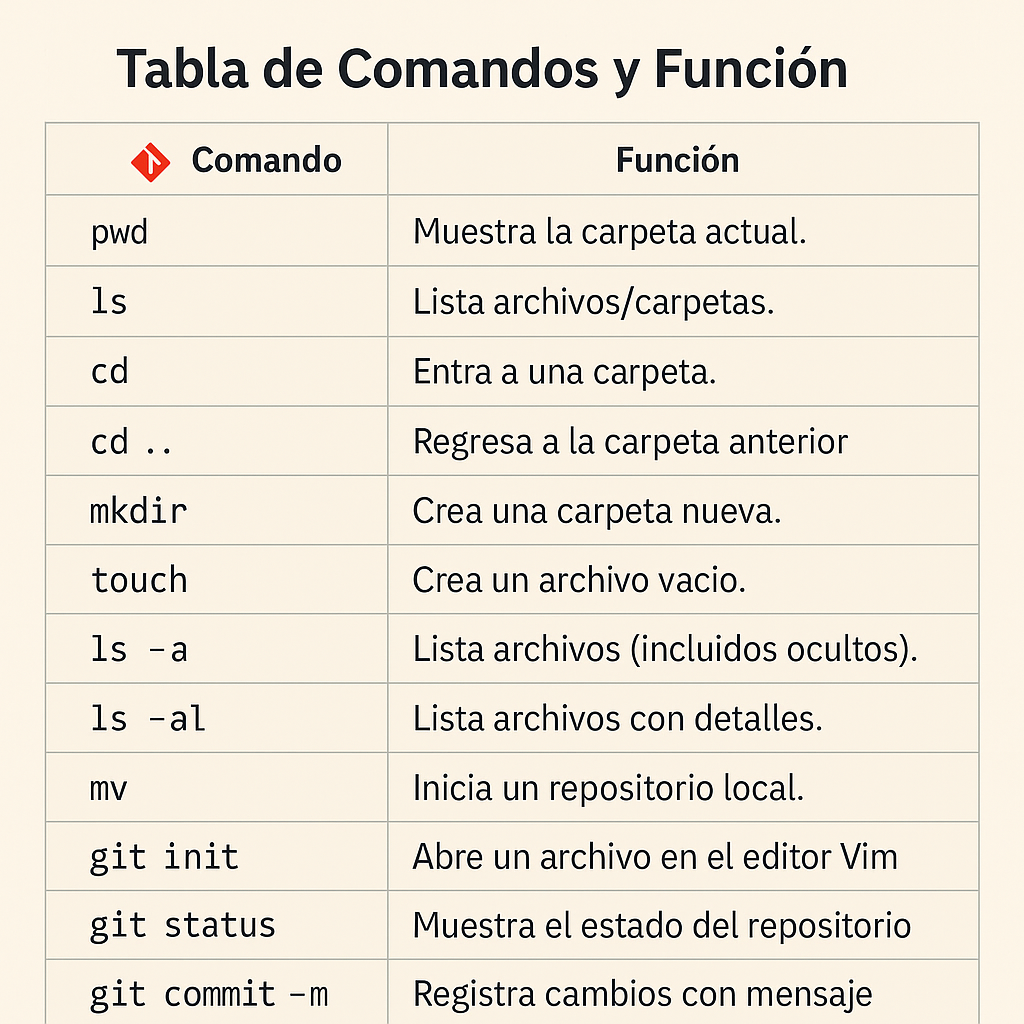 Tabla de Comandos y Función
Comando Función
pwd Muestra la carpeta actual.
ls Lista archivos/carpetas.
cd Entra a una carpeta.
cd .. Regresa a la carpeta anterior
mkdir Crea una carpeta nueva.
touch Crea un archivo vacio.
ls -a Lista archivos (incluidos ocultos).
ls -al Lista archivos con detalles.
mv Inicia un repositorio local.
git init Abre un archivo en el editor Vim
git status Muestra el estado del repositorio
git commit -m Registra cambios con mensaje